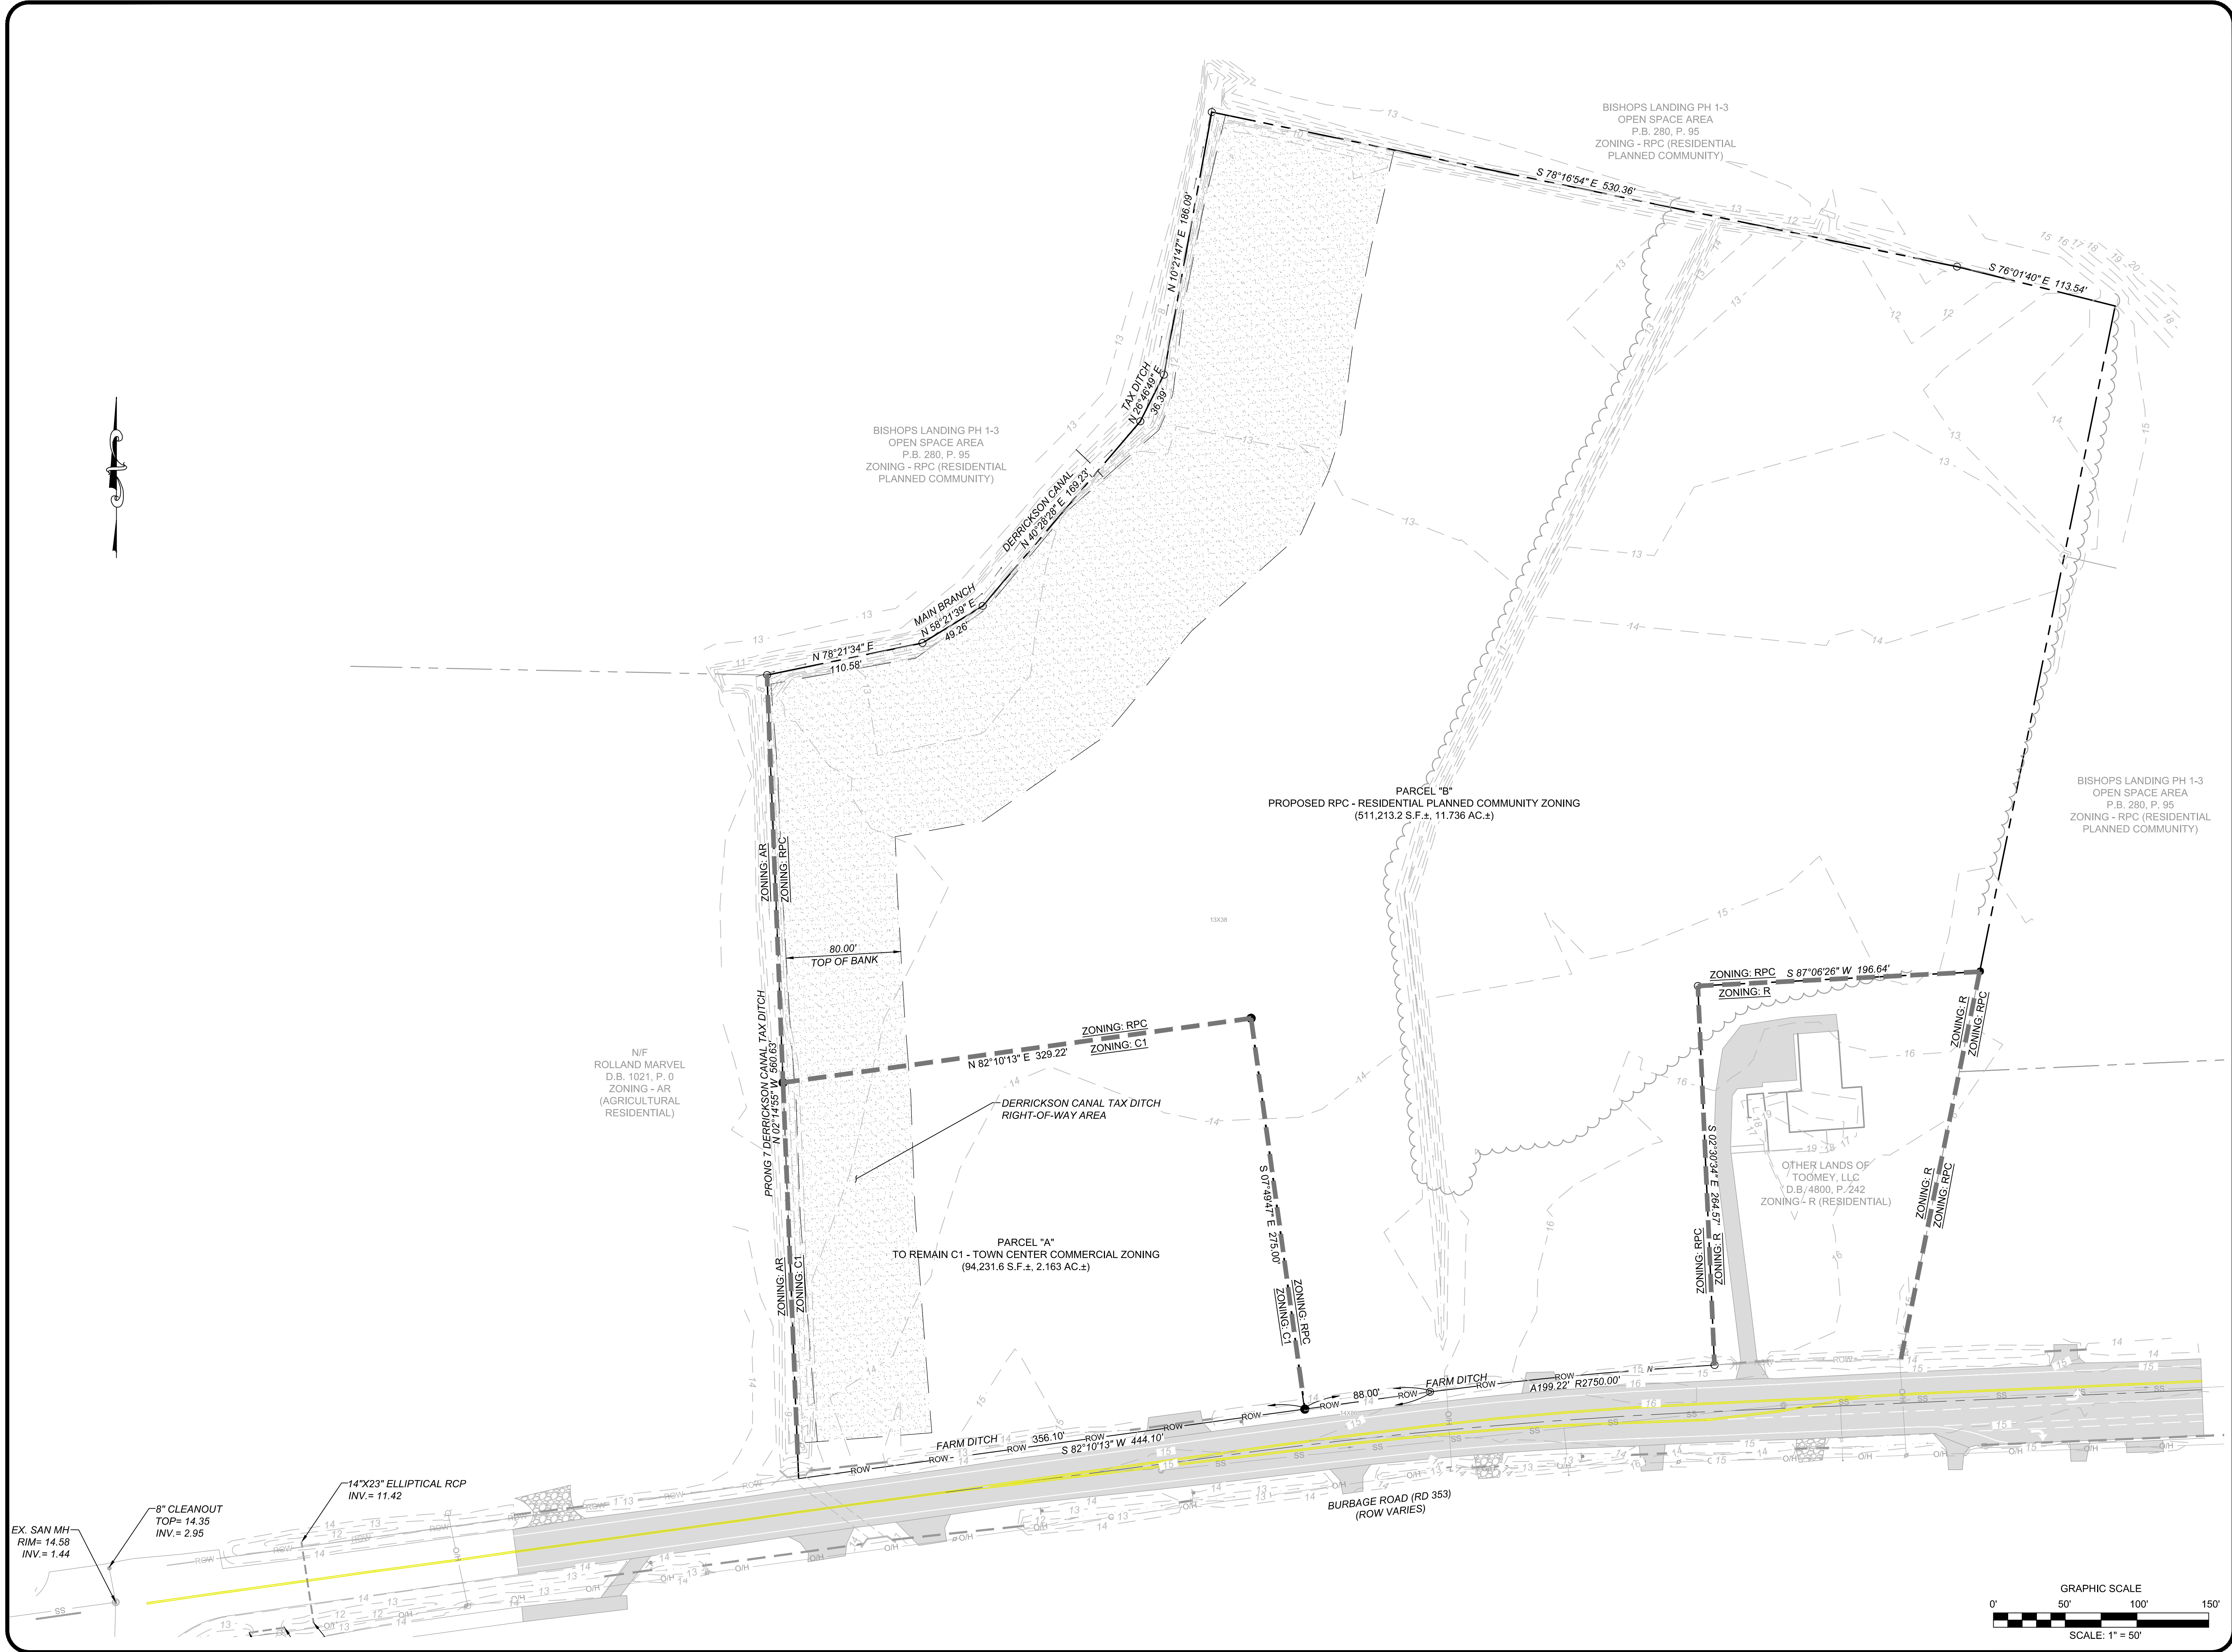 BISHOPS LANDING PH 1-3
OPEN SPACE AREA
P.B. 280, P. 95
ZONING - RPC (RESIDENTIAL
PLANNED COMMUNITY)
S 78°16'54" E 530.36'
S 76°01'40" E 113.54'
N 10°21'47" E 186.09'
TAX DITCH
N 26°46'49" E
36.39'
BISHOPS LANDING PH 1-3
OPEN SPACE AREA
P.B. 280, P. 95
ZONING - RPC (RESIDENTIAL
PLANNED COMMUNITY)
DERRICKSON CANAL
N 40°28'28" E 169.23'
MAIN BRANCH
N 58°21'39" E
49.26'
N 78°21'34" E
110.58'
PARCEL "B"
PROPOSED RPC - RESIDENTIAL PLANNED COMMUNITY ZONING
(511,213.2 S.F.±, 11.736 AC.±)
BISHOPS LANDING PH 1-3
OPEN SPACE AREA
P.B. 280, P. 95
ZONING - RPC (RESIDENTIAL
PLANNED COMMUNITY)
ZONING: AR
ZONING: RPC
13X38
80.00'
TOP OF BANK
ZONING: RPC
S 87°06'26" W 196.64'
ZONING: R
ZONING: R
ZONING: RPC
PRONG 7 DERRICKSON CANAL TAX DITCH
N 02°14'55" W 560.63'
ZONING: RPC
N 82°10'13" E 329.22'
ZONING: C1
N/F
ROLLAND MARVEL
D.B. 1021, P. 0
ZONING - AR
(AGRICULTURAL
RESIDENTIAL)
DERRICKSON CANAL TAX DITCH
RIGHT-OF-WAY AREA
S 07°49'47" E 275.00'
S 02°30'34" E 264.57'
OTHER LANDS OF
TOOMEY, LLC
D.B. 4800, P. 242
ZONING - R (RESIDENTIAL)
ZONING: R
ZONING: RPC
PARCEL "A"
TO REMAIN C1 - TOWN CENTER COMMERCIAL ZONING
(94,231.6 S.F.±, 2.163 AC.±)
ZONING: AR
ZONING: C1
ZONING: RPC
ZONING: C1
ZONING: RPC
ZONING: R
88.00'
FARM DITCH
A199.22' R2750.00'
FARM DITCH
356.10'
S 82°10'13" W 444.10'
14"X23" ELLIPTICAL RCP
INV.= 11.42
8" CLEANOUT
TOP= 14.35
INV.= 2.95
EX. SAN MH
RIM= 14.58
INV.= 1.44
BURBAGE ROAD (RD 353)
(ROW VARIES)
GRAPHIC SCALE
0' 50' 100' 150'
SCALE: 1" = 50'